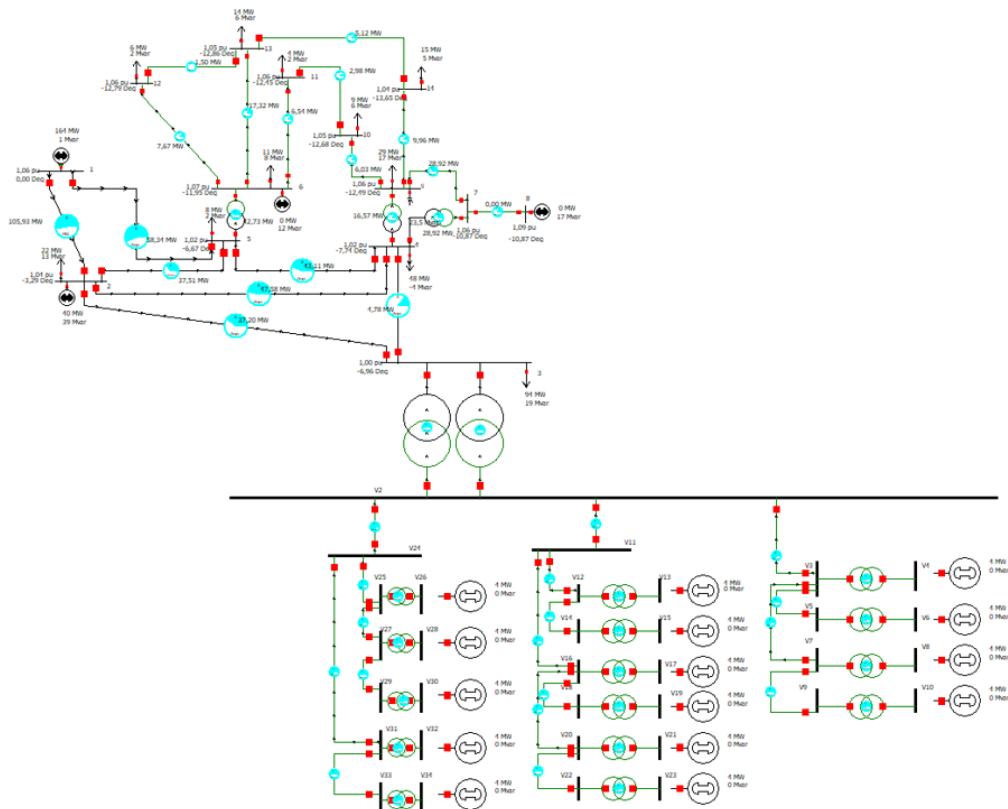 14 MW
6 Mvar
1,05 pu
-12,86 Deg
13
5,12 MW
6 MW
2 Mvar
1,50 MW
1,06 pu
-12,79 Deg
12
4 MW
2 Mvar
1,06 pu
-12,45 Deg
11
2,98 MW
15 MW
5 Mvar
1,04 pu
-13,65 Deg
14
17,32 MW
6,54 MW
9 MW
6 Mvar
1,05 pu
-12,68 Deg
10
9,96 MW
7,67 MW
164 MW
1 Mvar
1,06 pu
0,00 Deg
1
11 MW
8 Mvar
1,07 pu
-11,95 Deg
6
0 MW
12 Mvar
6,03 MW
29 MW
17 Mvar
1,06 pu
-12,49 Deg
28,92 MW
7
0,00 MW
8
0 MW
17 Mvar
1,09 pu
-10,87 Deg
1,06 pu
-10,87 Deg
28,92 MW
16,57 MW
8 MW
2 Mvar
42,73 MW
1,02 pu
-6,67 Deg
5
1,02 pu
-7,74 Deg
4
105,93 MW
58,34 MW
22 MW
13 Mvar
1,04 pu
-3,29 Deg
2
37,51 MW
43,11 MW
47,58 MW
48 MW
-4 Mvar
4,78 MW
40 MW
39 Mvar
37,20 MW
1,00 pu
-6,96 Deg
3
94 MW
19 Mvar
V2
V24
V11
V3
V4
4 MW
0 Mvar
V25
V26
4 MW
0 Mvar
V12
V13
4 MW
0 Mvar
V5
V6
4 MW
0 Mvar
V27
V28
4 MW
0 Mvar
V14
V15
4 MW
0 Mvar
V7
V8
4 MW
0 Mvar
V29
V30
4 MW
0 Mvar
V16
V17
4 MW
0 Mvar
V18
V19
4 MW
0 Mvar
V9
V10
4 MW
0 Mvar
V31
V32
4 MW
0 Mvar
V20
V21
4 MW
0 Mvar
V33
V34
4 MW
0 Mvar
V22
V23
4 MW
0 Mvar